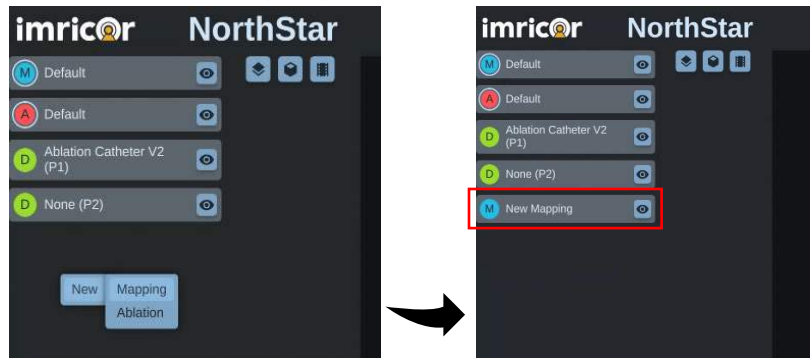 imricor NorthStar
M Default
A Default
D Ablation Catheter V2
(P1)
D None (P2)
New Mapping
Ablation
imricor NorthStar
M Default
A Default
D Ablation Catheter V2
(P1)
D None (P2)
M New Mapping